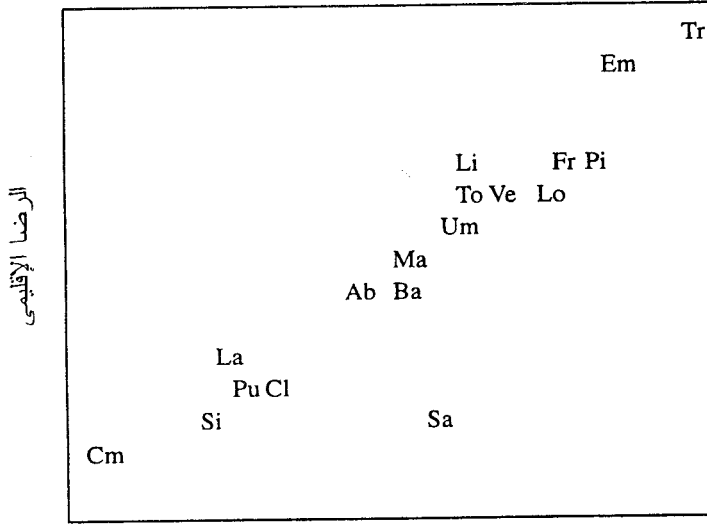 Tr
Em
Li Fr Pi
To Ve Lo
Um
Ma
Ab Ba
La
Pu Cl
Si Sa
Cm
الرضا الإقليمى